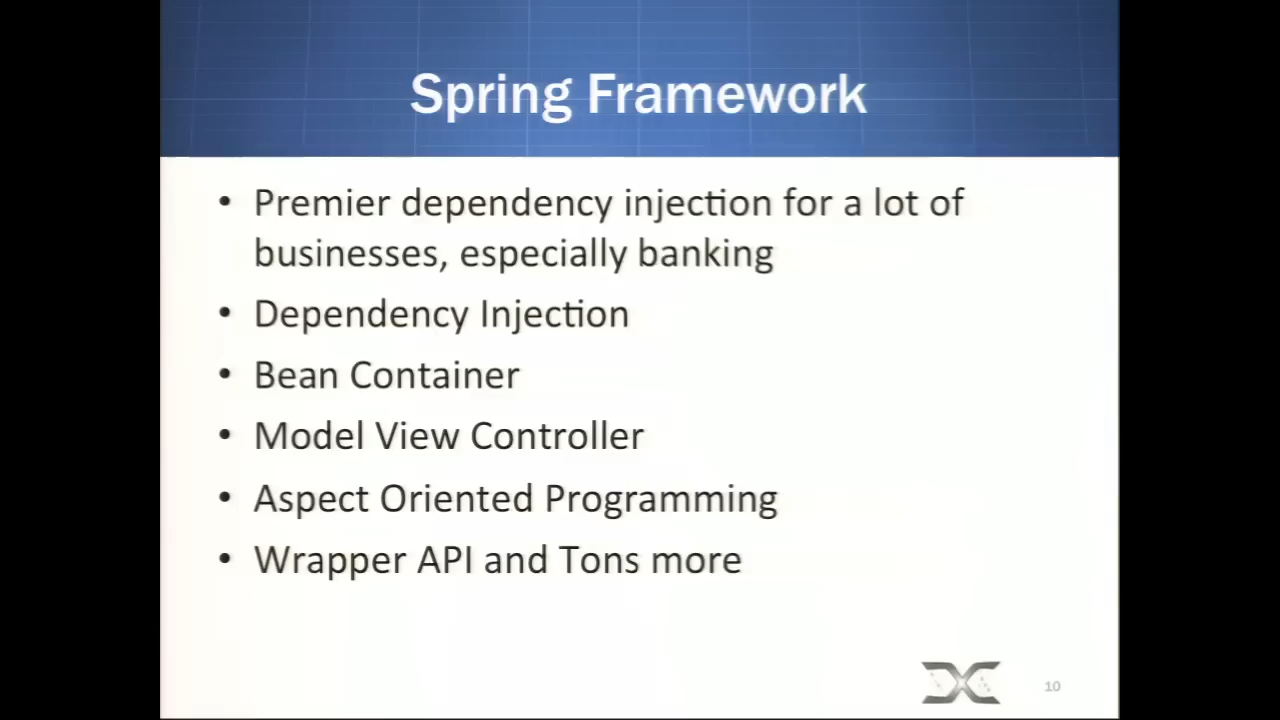 Spring Framework
• Premier dependency injection for a lot of
businesses, especially banking
• Dependency Injection
• Bean Container
• Model View Controller
• Aspect Oriented Programming
• Wrapper API and Tons more
10